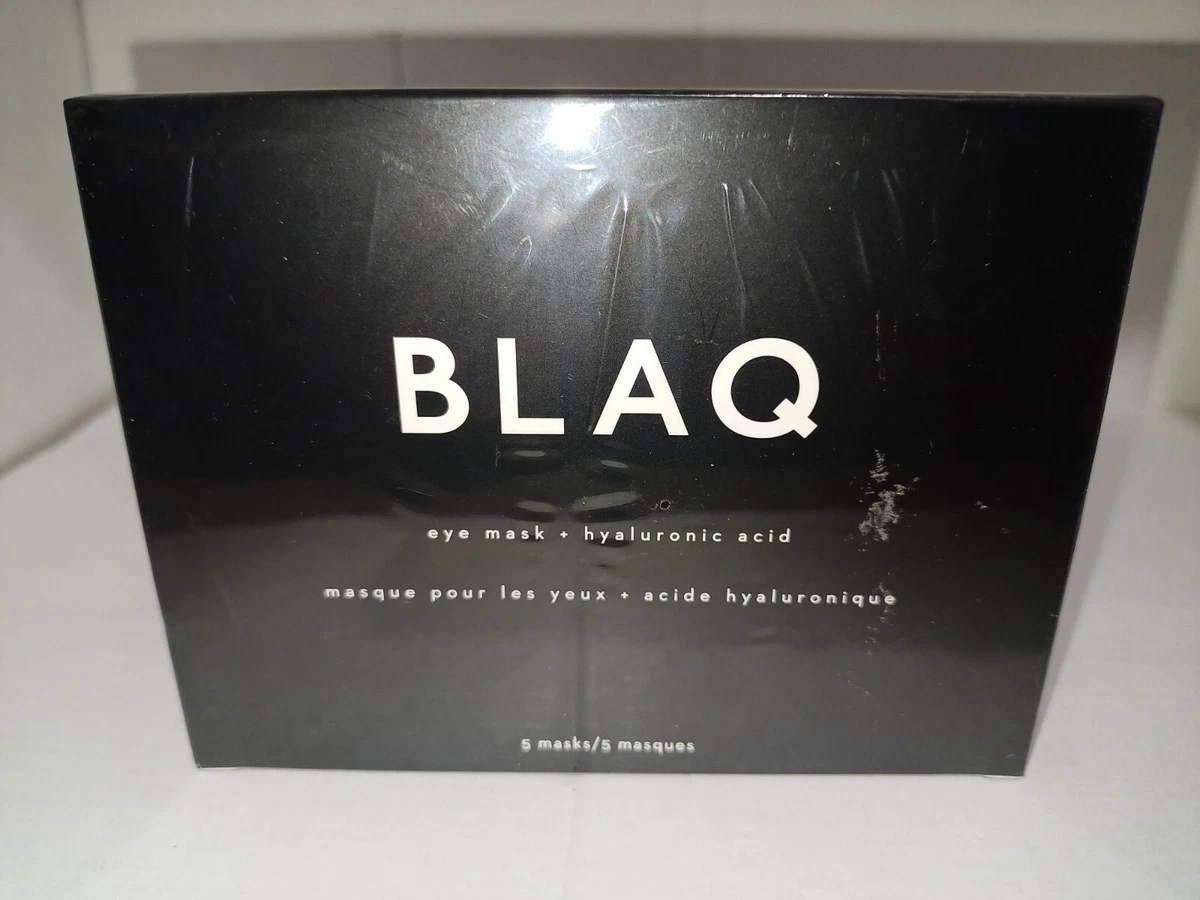 BLAQ
eye mask + hyaluronic acid
masque pour les yeux + acide hyaluronique
5 masks/5 masques